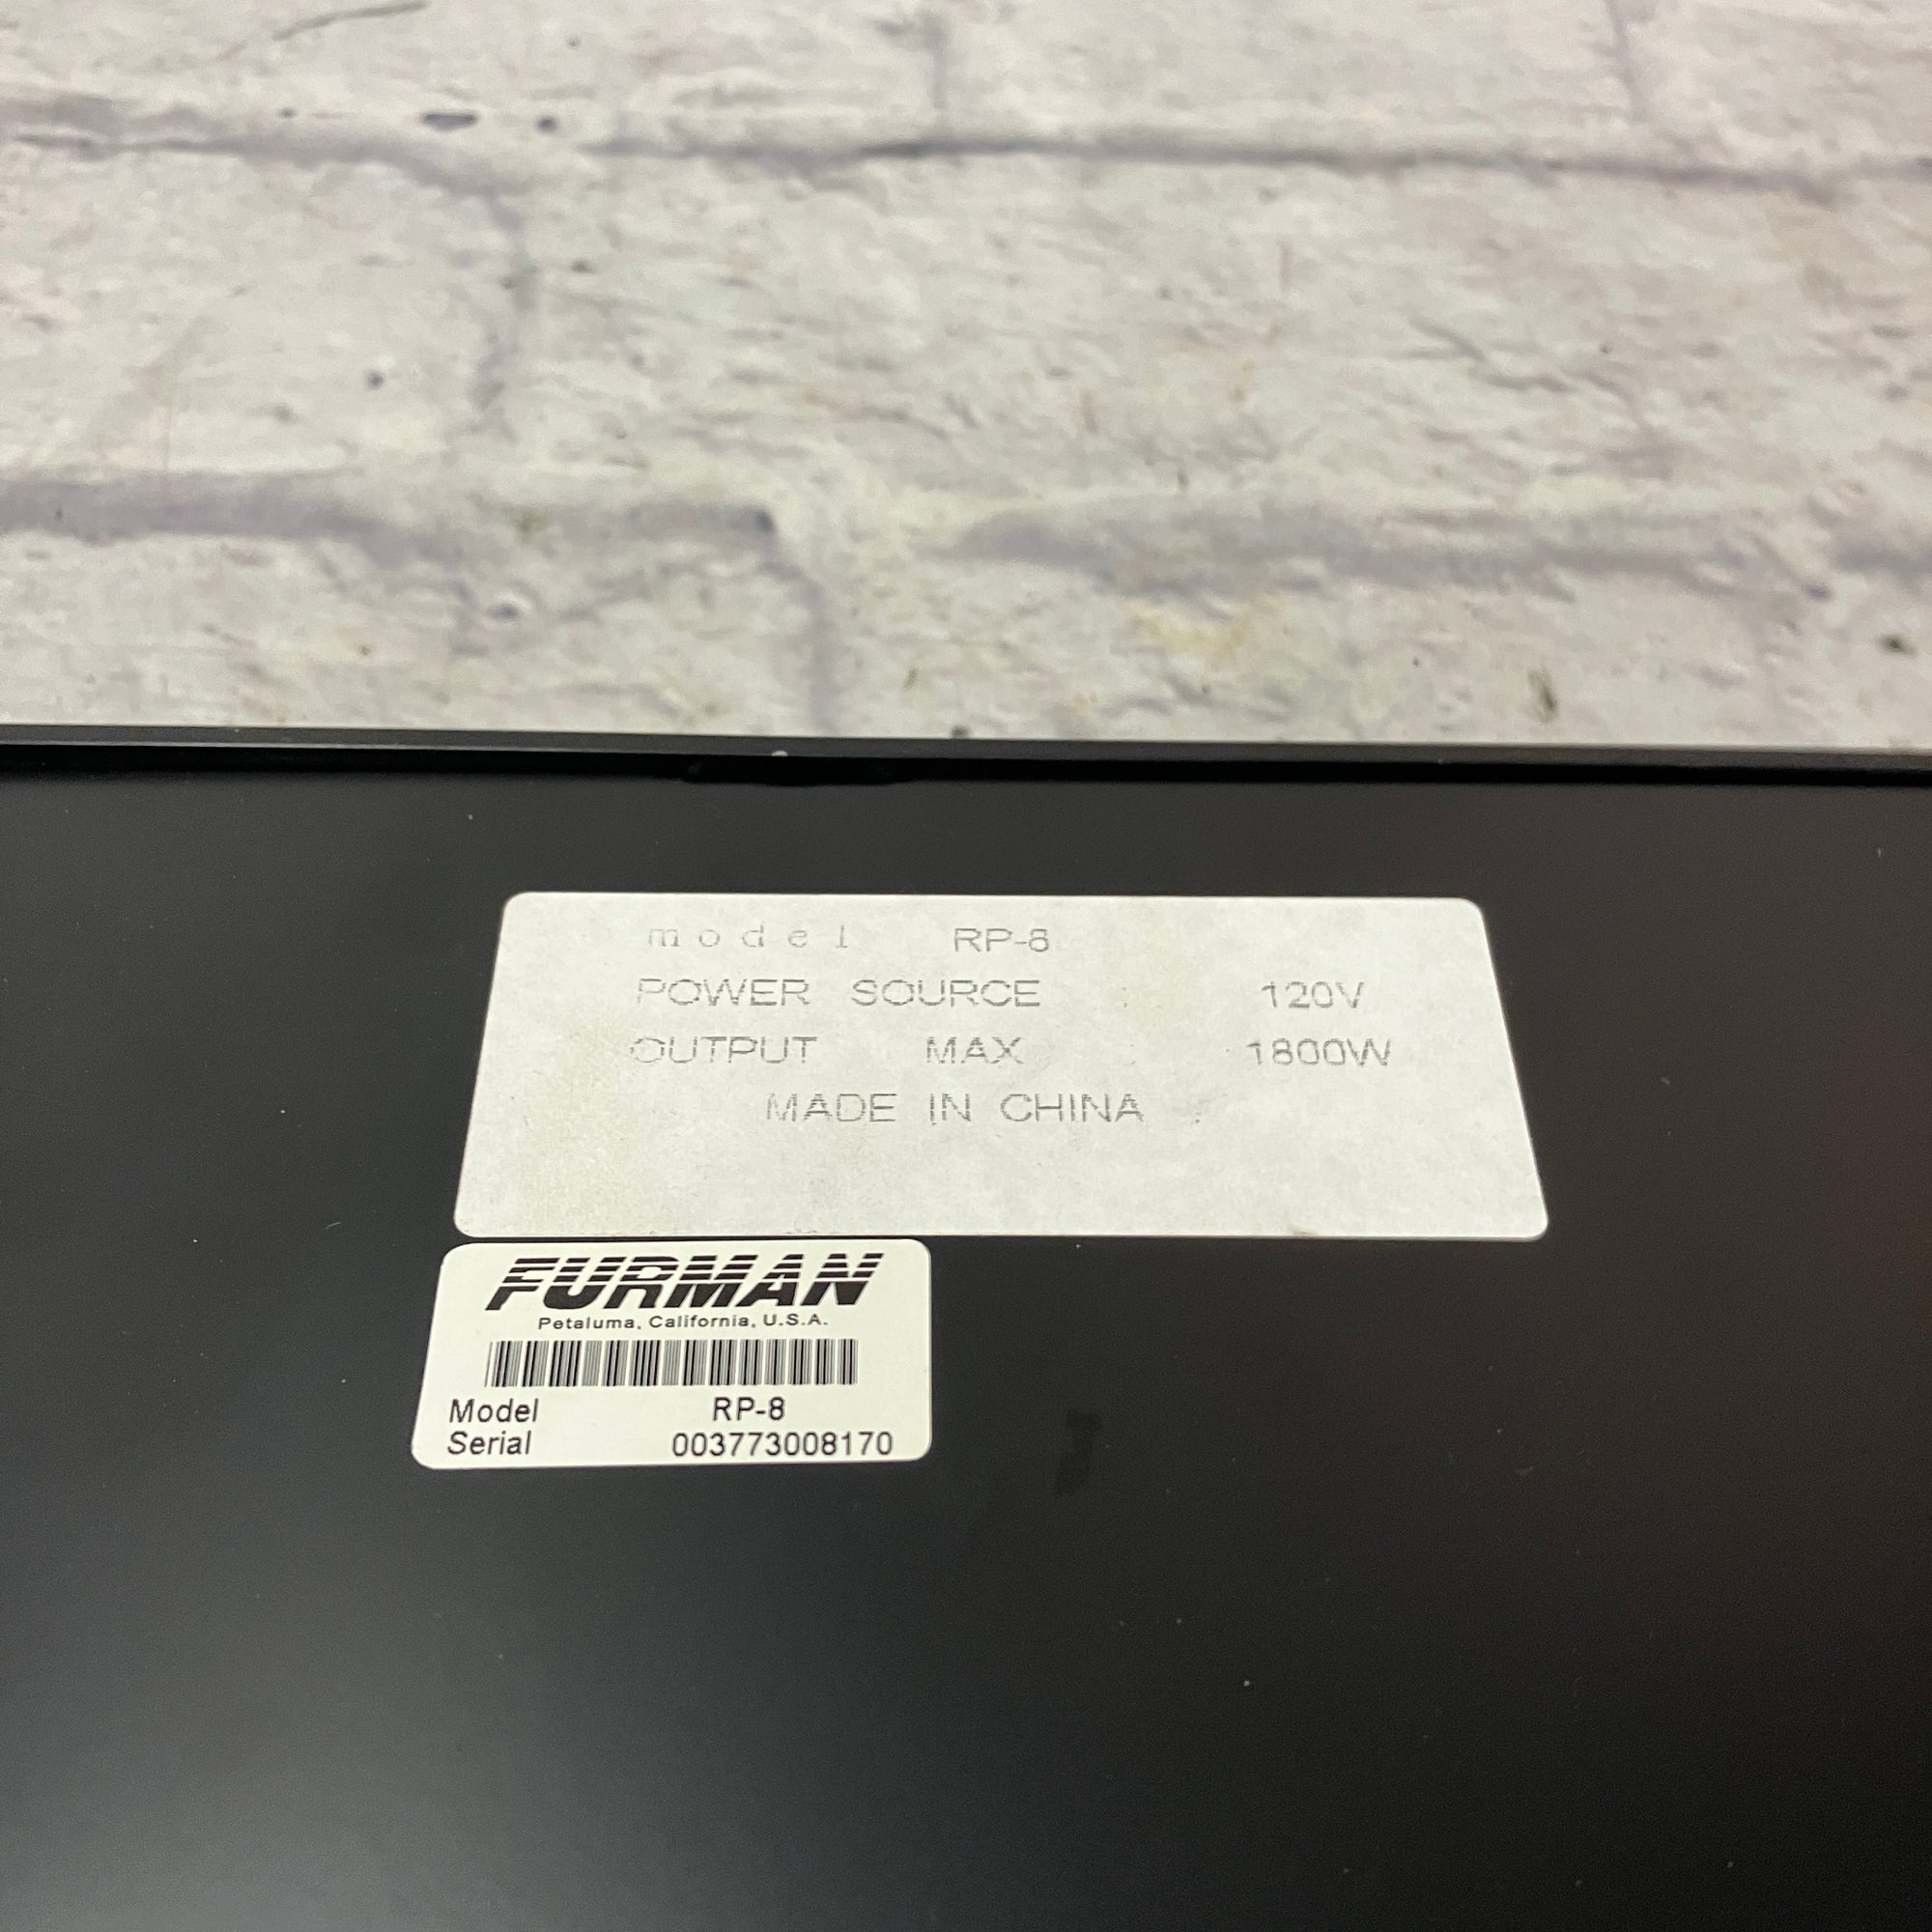 model RP-8
POWER SOURCE : 120V
OUTPUT MAX : 1800W
MADE IN CHINA
FURMAN
Petaluma, California, U.S.A.
Model RP-8
Serial 003773008170